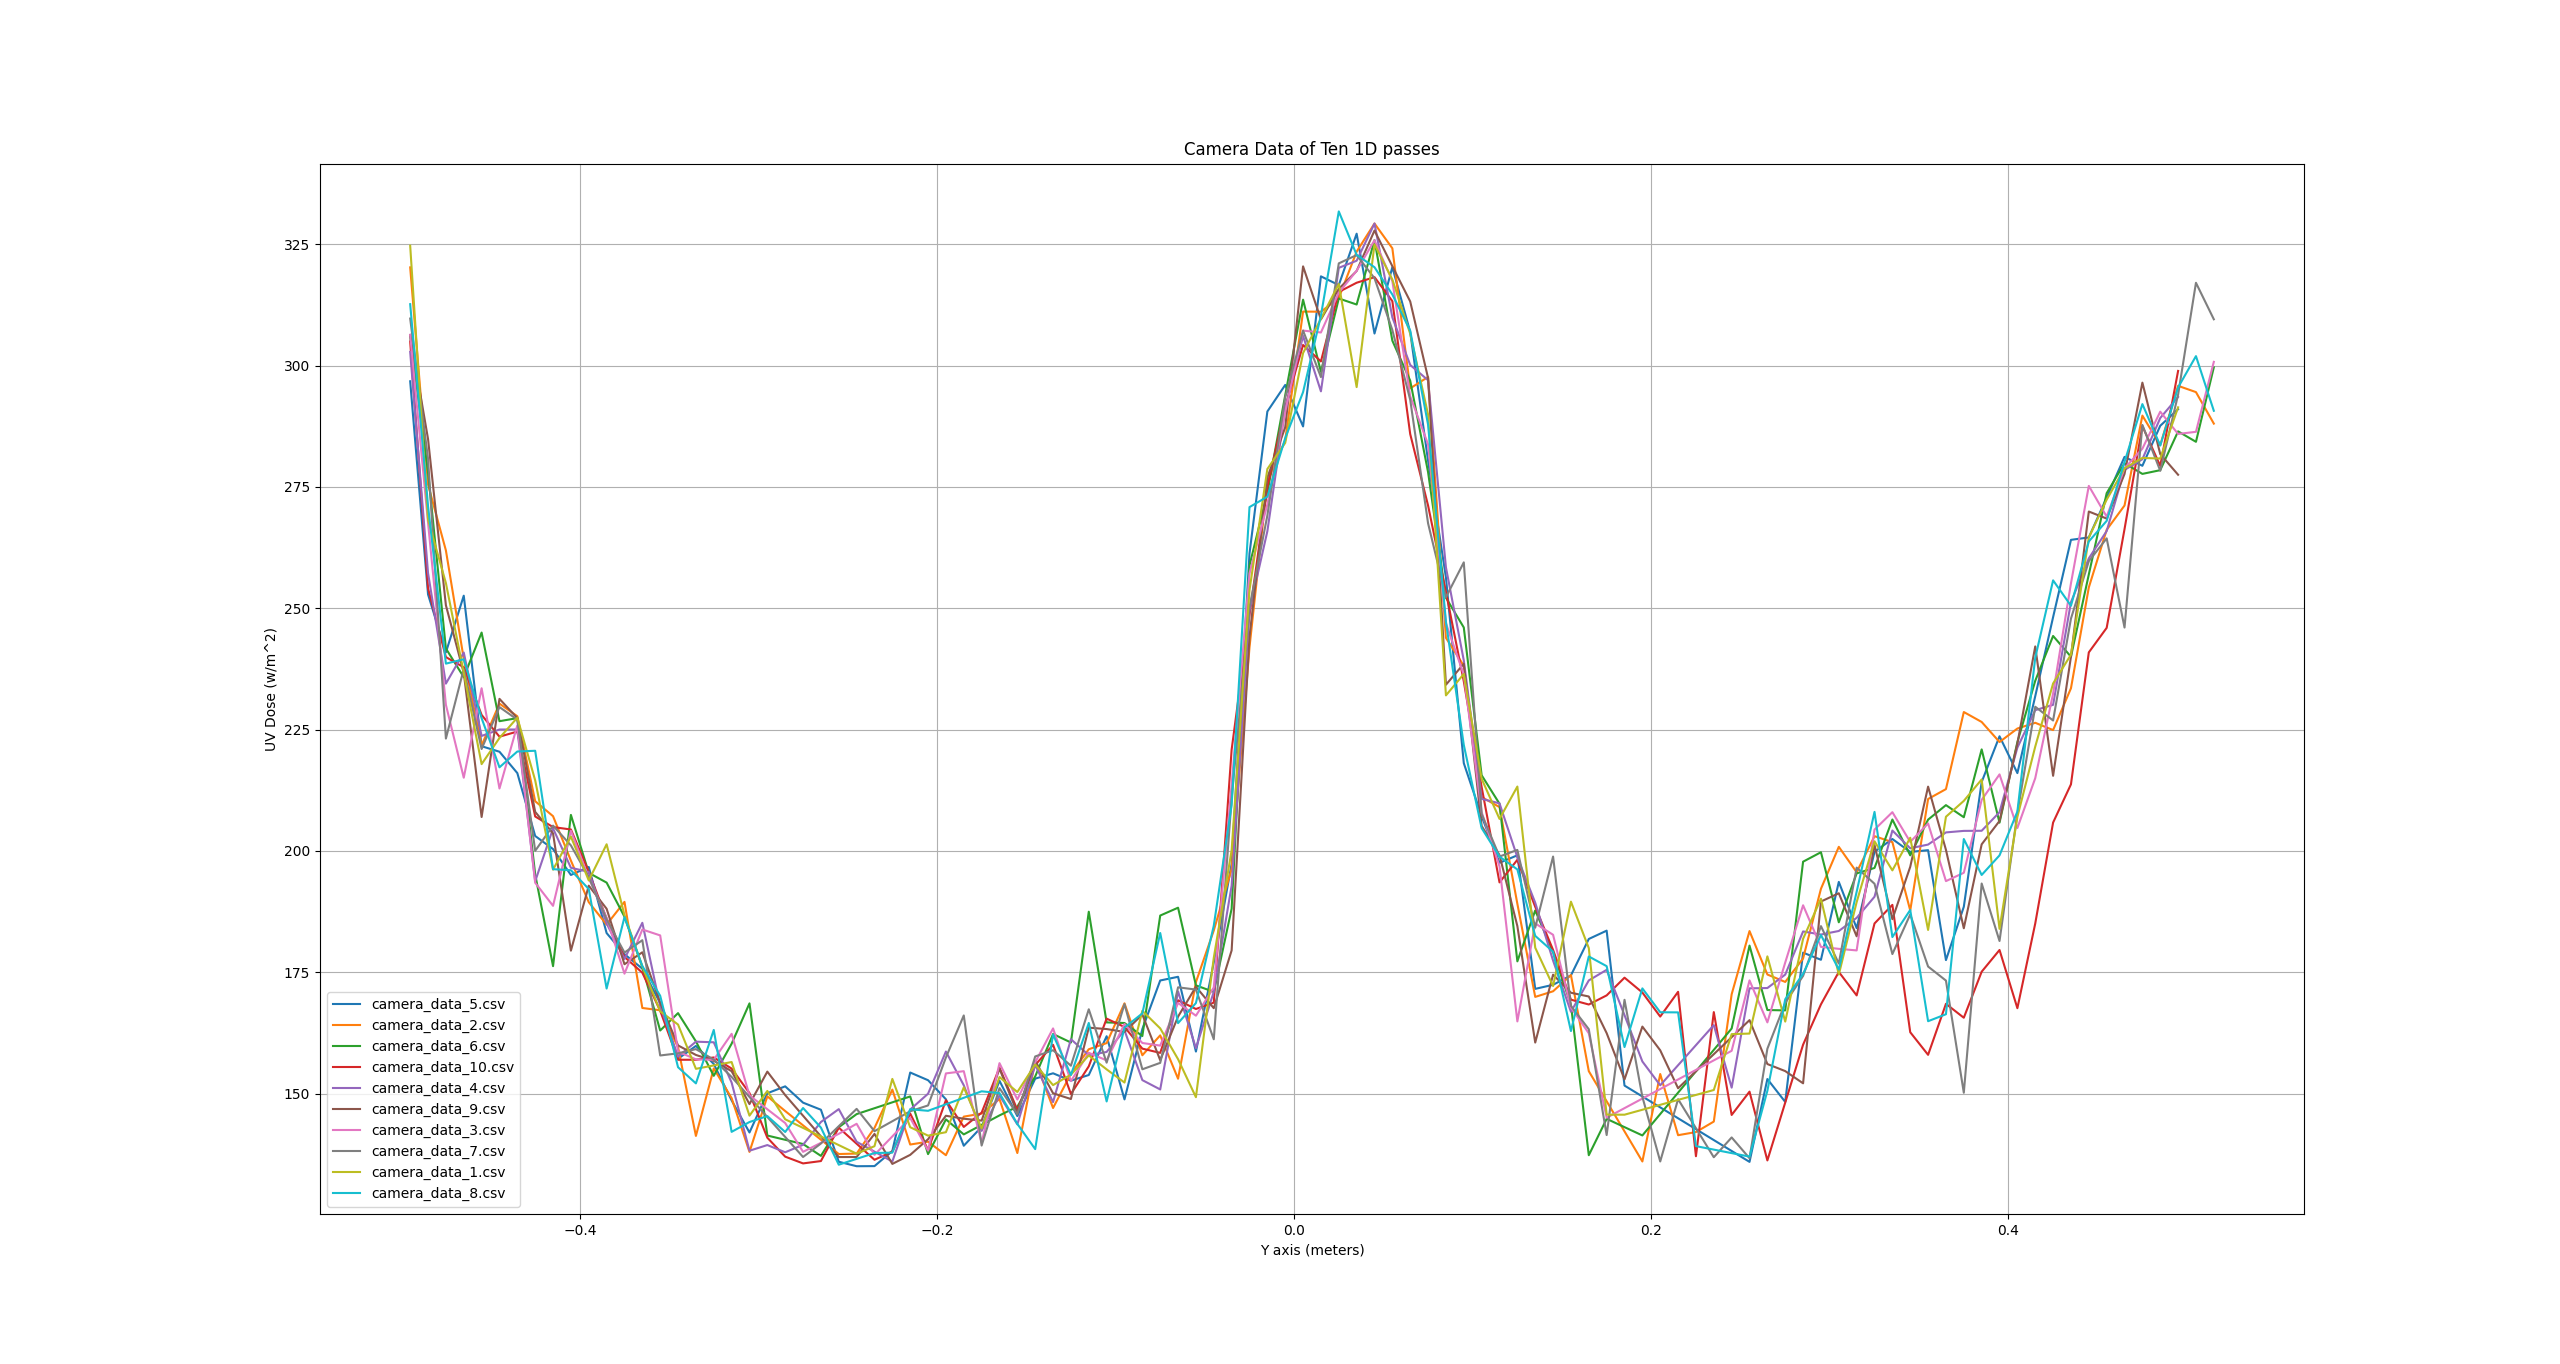 Camera Data of Ten 1D passes
UV Dose (w/m^2)
325
300
275
250
225
200
175
150
camera_data_5.csv
camera_data_2.csv
camera_data_6.csv
camera_data_10.csv
camera_data_4.csv
camera_data_9.csv
camera_data_3.csv
camera_data_7.csv
camera_data_1.csv
camera_data_8.csv
−0.4 −0.2 0.0 0.2 0.4
Y axis (meters)